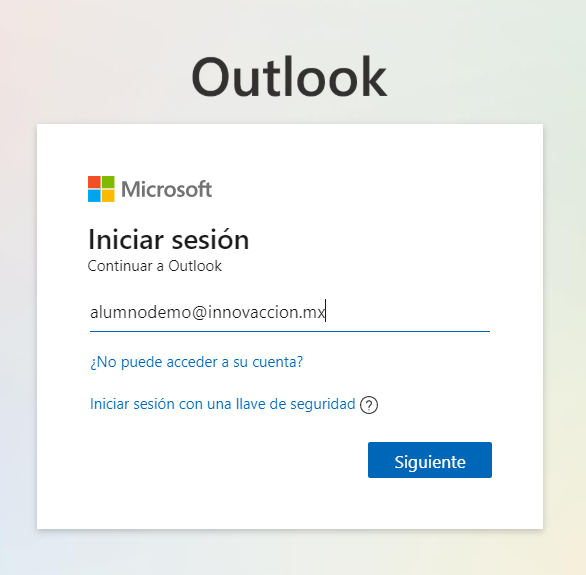 Outlook
Microsoft
Iniciar sesión
Continuar a Outlook
alumnodemo@innovaccion.mx
¿No puede acceder a su cuenta?
Iniciar sesión con una llave de seguridad ?
Siguiente